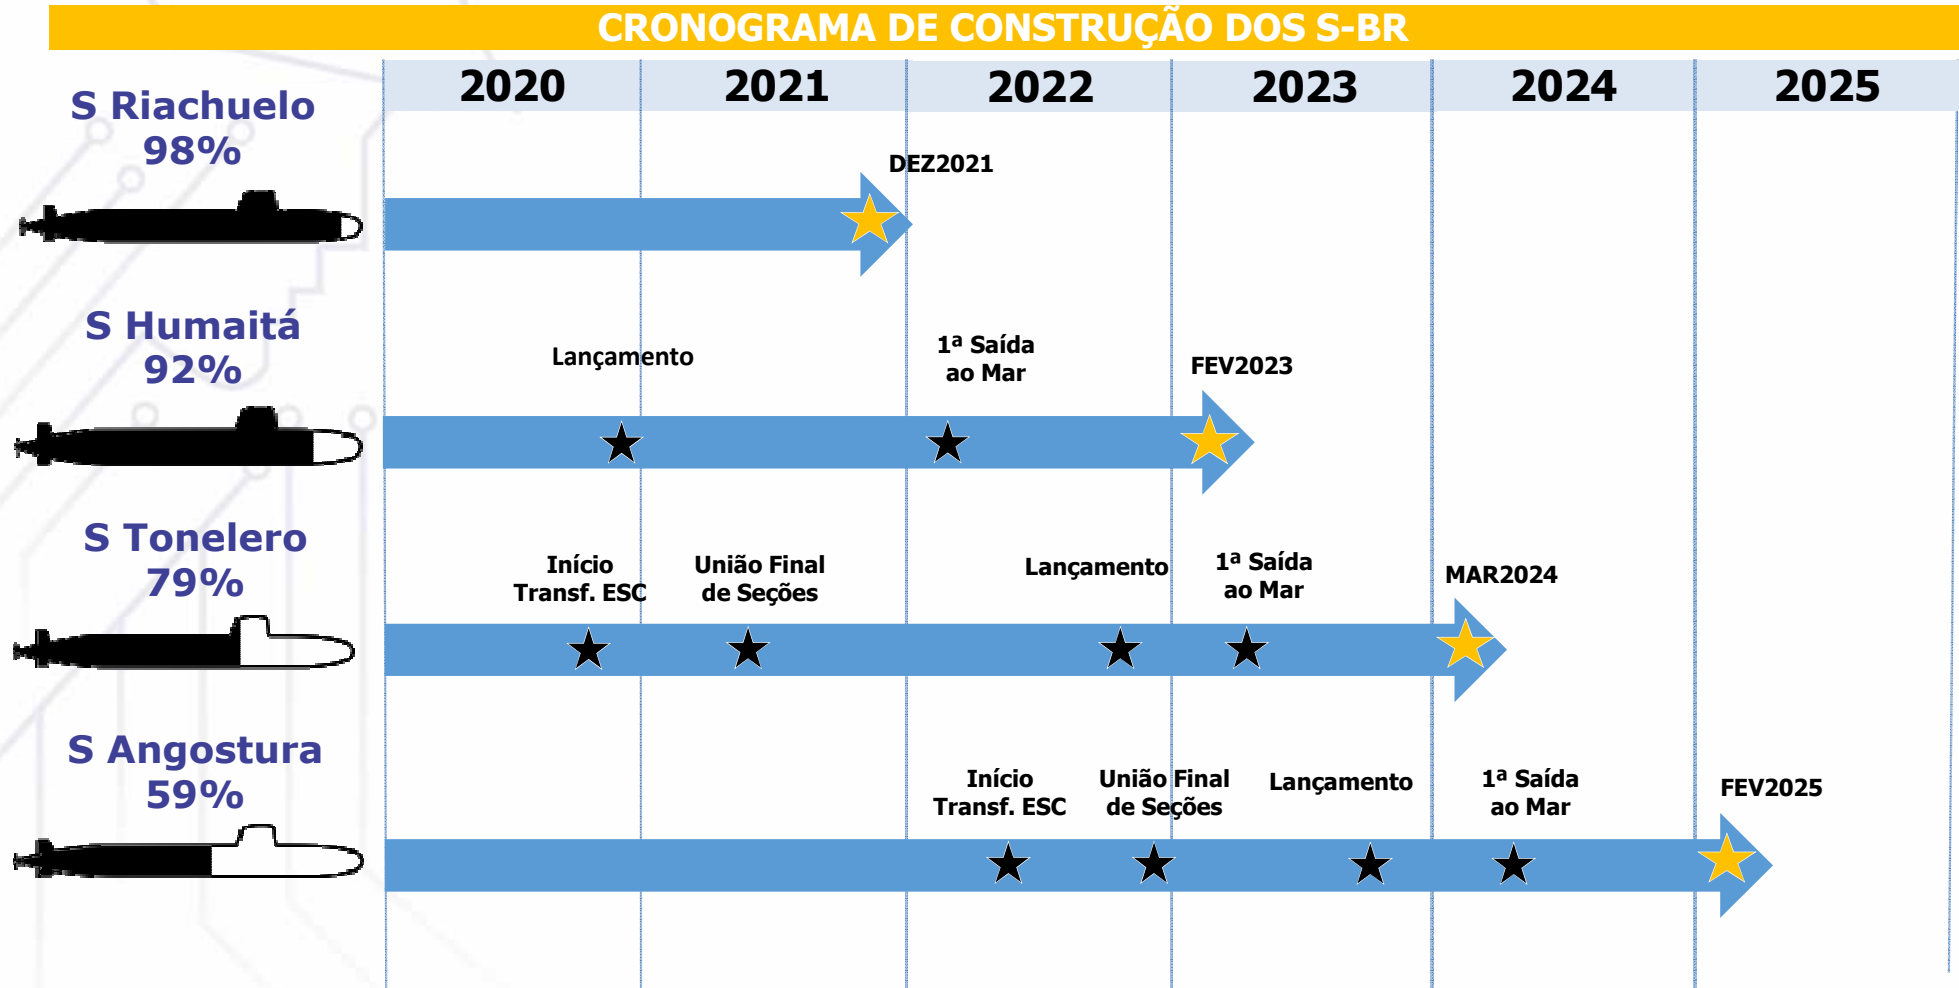 CRONOGRAMA DE CONSTRUÇÃO DOS S-BR
2020 2021 2022 2023 2024 2025
S Riachuelo
98%
DEZ2021
S Humaitá
92%
Lançamento
1ª Saída
ao Mar
FEV2023
S Tonelero
79%
Início
Transf. ESC
União Final
de Seções
Lançamento
1ª Saída
ao Mar
MAR2024
S Angostura
59%
Início
Transf. ESC
União Final
de Seções
Lançamento
1ª Saída
ao Mar
FEV2025